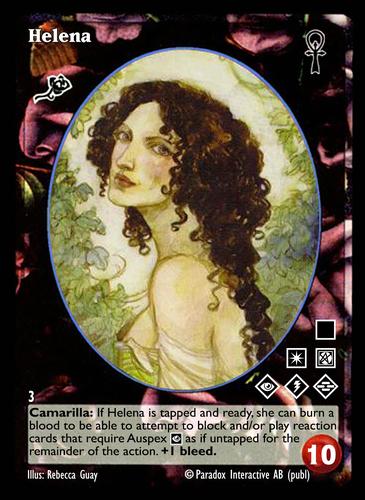 Helena
3
Camarilla: If Helena is tapped and ready, she can burn a
blood to be able to attempt to block and/or play reaction
cards that require Auspex as if untapped for the
remainder of the action. +1 bleed.
10
Illus: Rebecca Guay © Paradox Interactive AB (publ)